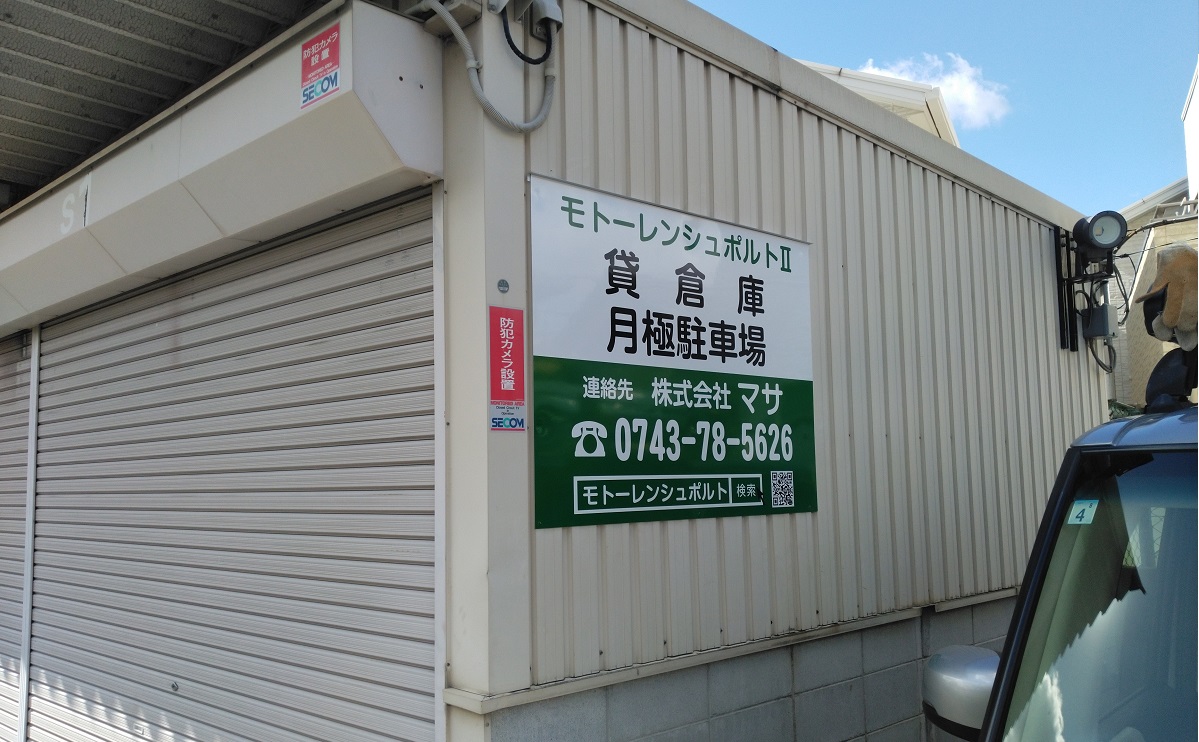 防犯カメラ
設置
SECOM
S
モトーレンシュポルトⅡ
貸倉庫
月極駐車場
連絡先 株式会社 マサ
0743-78-5626
モトーレンシュポルト 検索
防犯カメラ設置
SECOM
4